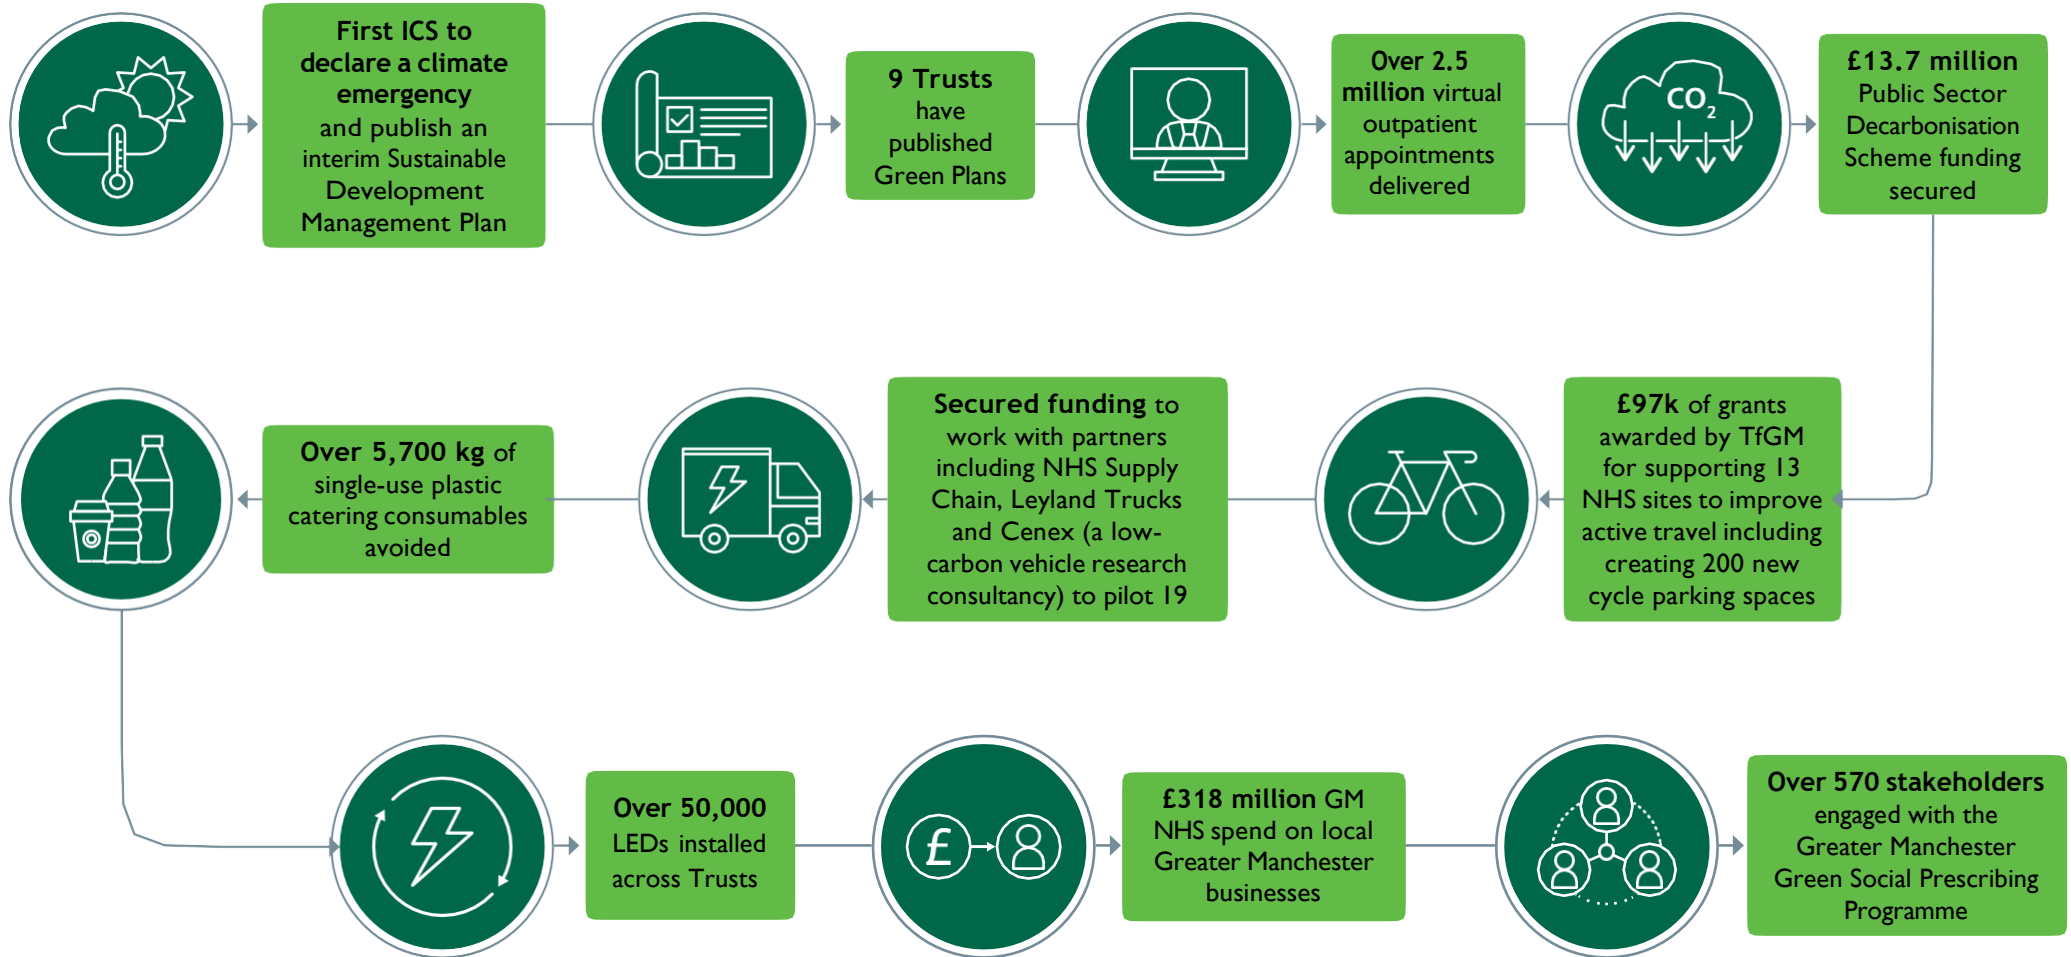 First ICS to
declare a climate
emergency
and publish an
interim Sustainable
Development
Management Plan
9 Trusts
have
published
Green Plans
Over 2.5
million virtual
outpatient
appointments
delivered
CO2
£13.7 million
Public Sector
Decarbonisation
Scheme funding
secured
£97k of grants
awarded by TfGM
for supporting 13
NHS sites to improve
active travel including
creating 200 new
cycle parking spaces
Secured funding to
work with partners
including NHS Supply
Chain, Leyland Trucks
and Cenex (a low-
carbon vehicle research
consultancy) to pilot 19
Over 5,700 kg of
single-use plastic
catering consumables
avoided
Over 50,000
LEDs installed
across Trusts
£
£318 million GM
NHS spend on local
Greater Manchester
businesses
Over 570 stakeholders
engaged with the
Greater Manchester
Green Social Prescribing
Programme